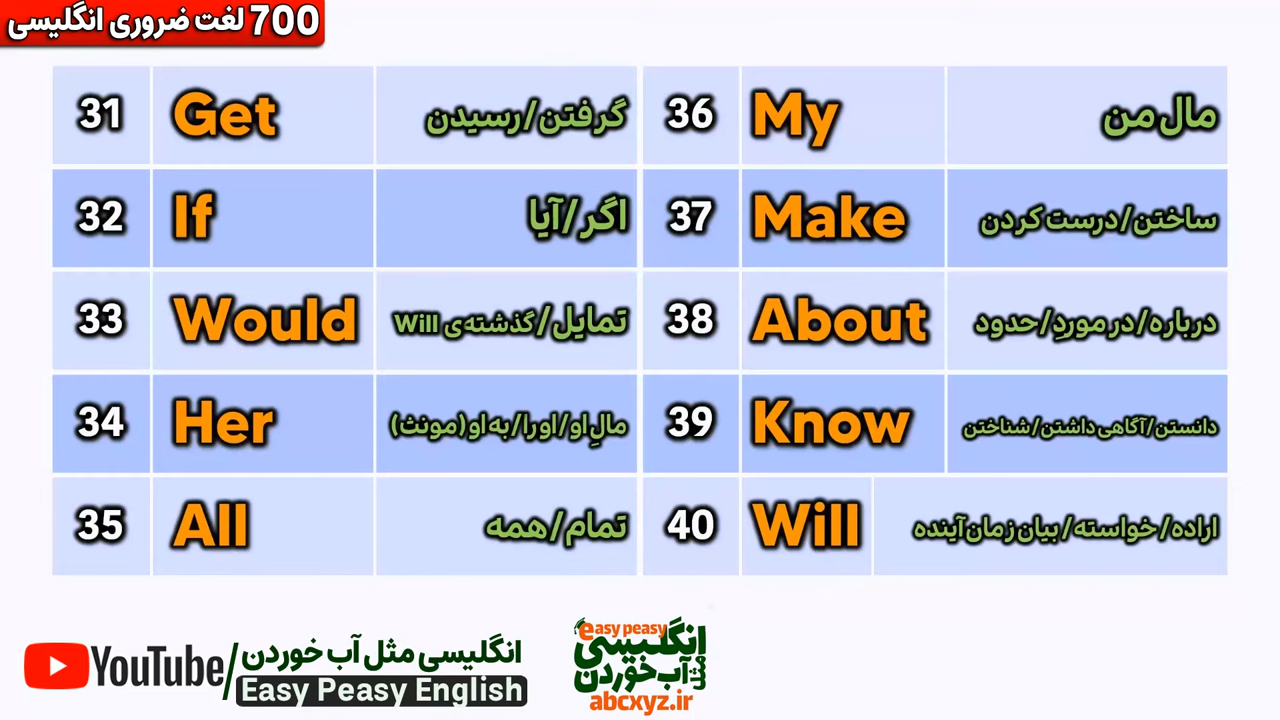 700 لغت ضروری انگلیسی
31 Get گرفتن/رسیدن
32 If اگر/آیا
33 Would تمایل/گذشته‌ی Will
34 Her مالِ او/او را/به او(مونث)
35 All تمام/همه
36 My مال من
37 Make ساختن/درست کردن
38 About درباره/در موردِ/حدود
39 Know دانستن/آگاهی داشتن/شناختن
40 Will اراده/خواسته/بیان زمان آینده
YouTube/انگلیسی مثل آب خوردن
Easy Peasy English
easy peasy
انگلیسی
مثل آب خوردن
abcxyz.ir